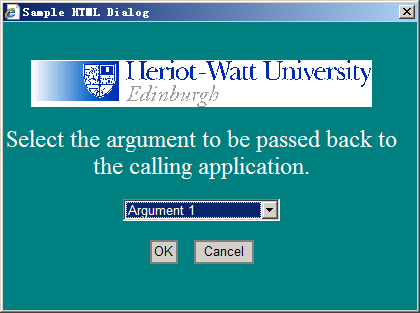 Sample HTML Dialog
Heriot-Watt University
Edinburgh
Select the argument to be passed back to
the calling application.
Argument 1
OK Cancel